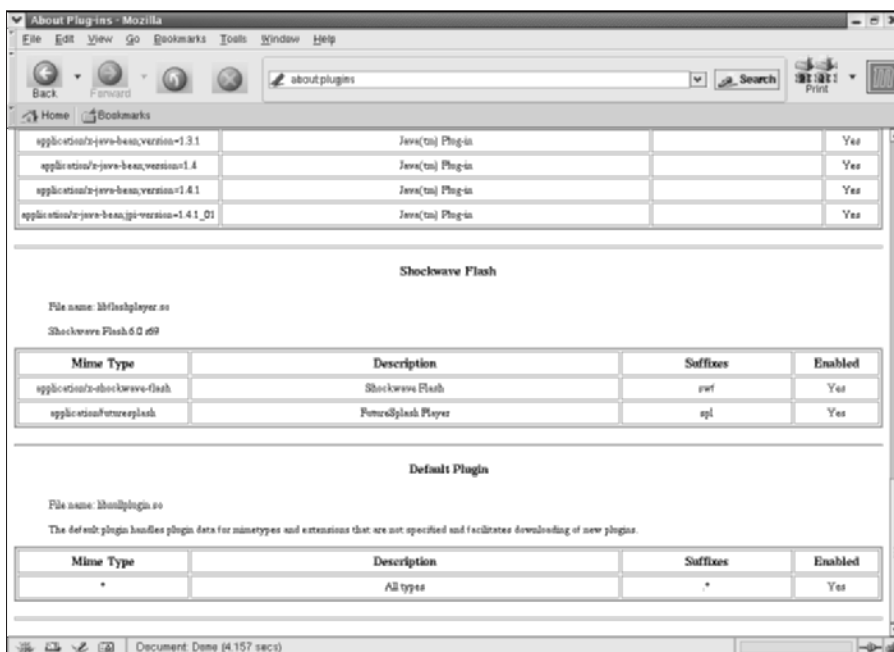 About Plug-ins - Mozilla
File Edit View Go Bookmarks Tools Window Help
Back Forward about:plugins Search Print
Home Bookmarks
application/x-java-bean;version=1.3.1 Java(tm) Plug-in Yes
application/x-java-bean;version=1.4 Java(tm) Plug-in Yes
application/x-java-bean;version=1.4.1 Java(tm) Plug-in Yes
application/x-java-bean;jpi-version=1.4.1_01 Java(tm) Plug-in Yes
Shockwave Flash
File name: libflashplayer.so
Shockwave Flash 6.0 r69
Mime Type Description Suffixes Enabled
application/x-shockwave-flash Shockwave Flash swf Yes
application/futuresplash FutureSplash Player spl Yes
Default Plugin
File name: libnullplugin.so
The default plugin handles plugin data for mimetypes and extensions that are not specified and facilitates downloading of new plugins.
Mime Type Description Suffixes Enabled
* All types .* Yes
Document: Done (4.157 secs)